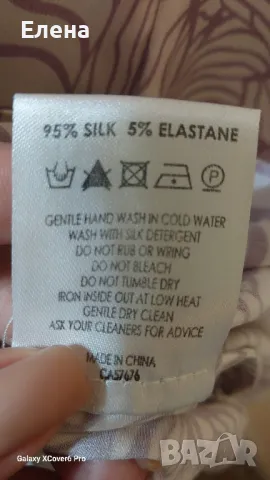 Елена
95% SILK 5% ELASTANE
P
GENTLE HAND WASH IN COLD WATER
WASH WITH SILK DETERGENT
DO NOT RUB OR WRING
DO NOT BLEACH
DO NOT TUMBLE DRY
IRON INSIDE OUT AT LOW HEAT
GENTLE DRY CLEAN
ASK YOUR CLEANERS FOR ADVICE
MADE IN CHINA
CA57676
Galaxy XCover6 Pro
BAZAR